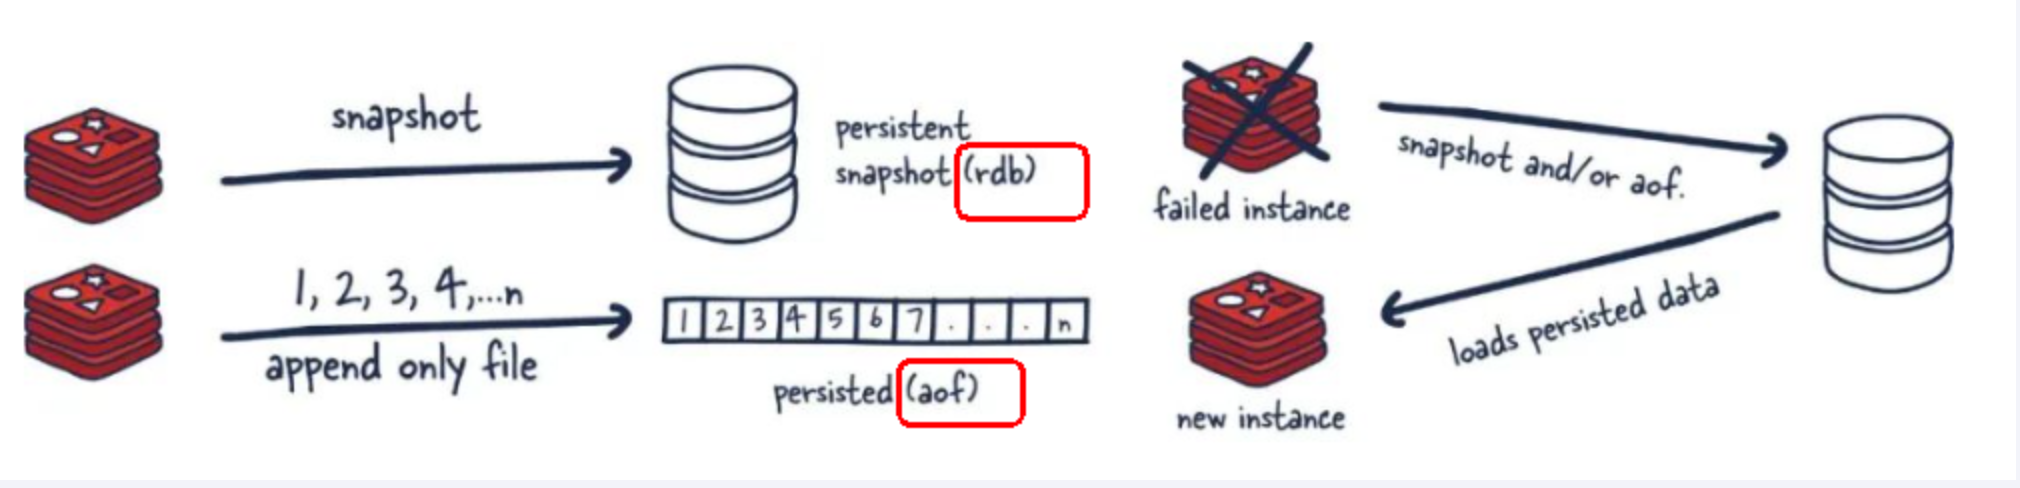 snapshot
persistent
snapshot (rdb)
1, 2, 3, 4,...n
append only file
1 2 3 4 5 6 7 . . . n
persisted (aof)
failed instance
snapshot and/or aof.
loads persisted data
new instance